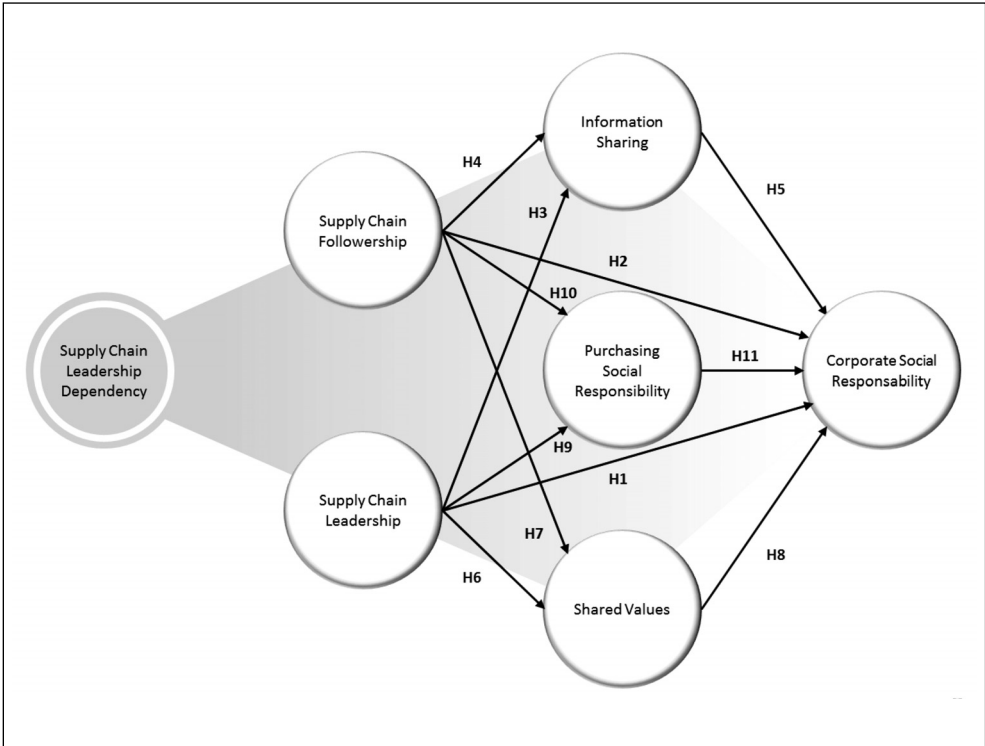 Information
Sharing
H4
H5
H3
Supply Chain
Followership
H2
H10
Supply Chain
Leadership
Dependency
Purchasing
Social
Responsibility
H11
Corporate Social
Responsability
H9
H1
Supply Chain
Leadership
H7
H6
H8
Shared Values